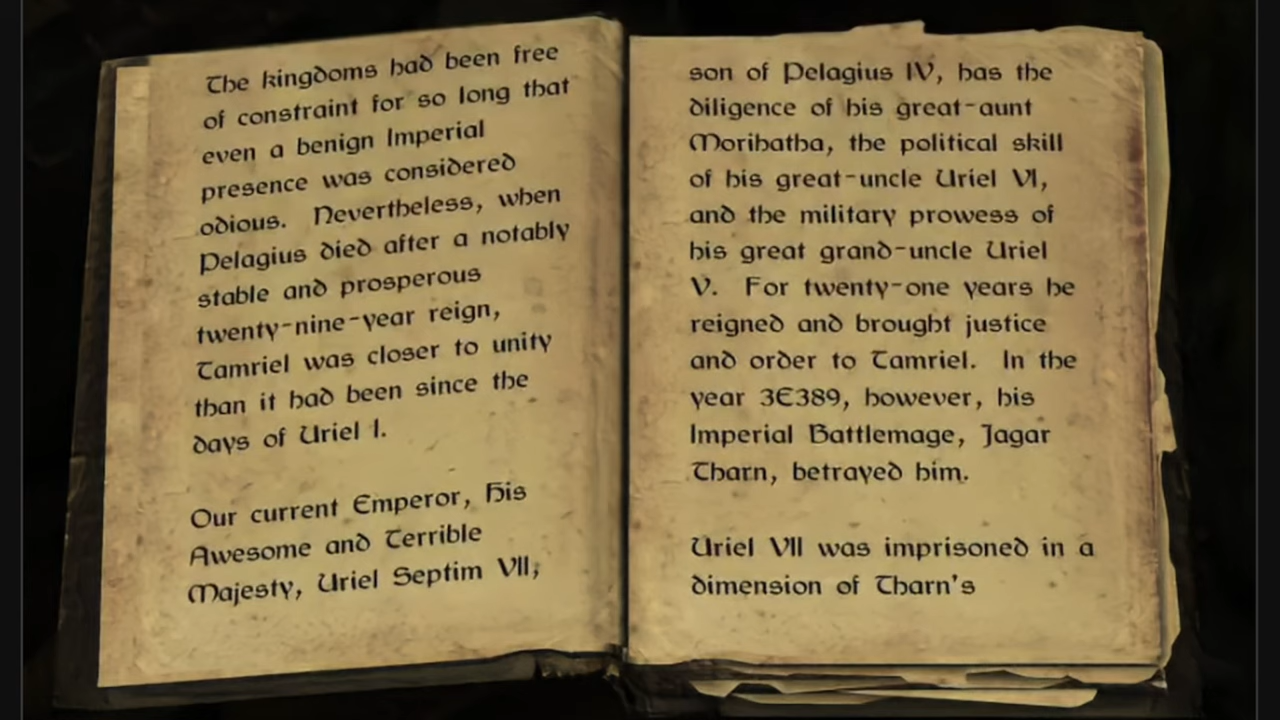 The kingdoms had been free
of constraint for so long that
even a benign Imperial
presence was considered
odious. Nevertheless, when
Pelagius died after a notably
stable and prosperous
twenty-nine-year reign,
Tamriel was closer to unity
than it had been since the
days of Uriel I.
Our current Emperor, His
Awesome and Terrible
Majesty, Uriel Septim VII,
son of Pelagius IV, has the
diligence of his great-aunt
Morihatha, the political skill
of his great-uncle Uriel VI,
and the military prowess of
his great grand-uncle Uriel
V. For twenty-one years he
reigned and brought justice
and order to Tamriel. In the
year 3E389, however, his
Imperial Battlemage, Jagar
Tharn, betrayed him.
Uriel VII was imprisoned in a
dimension of Tharn's